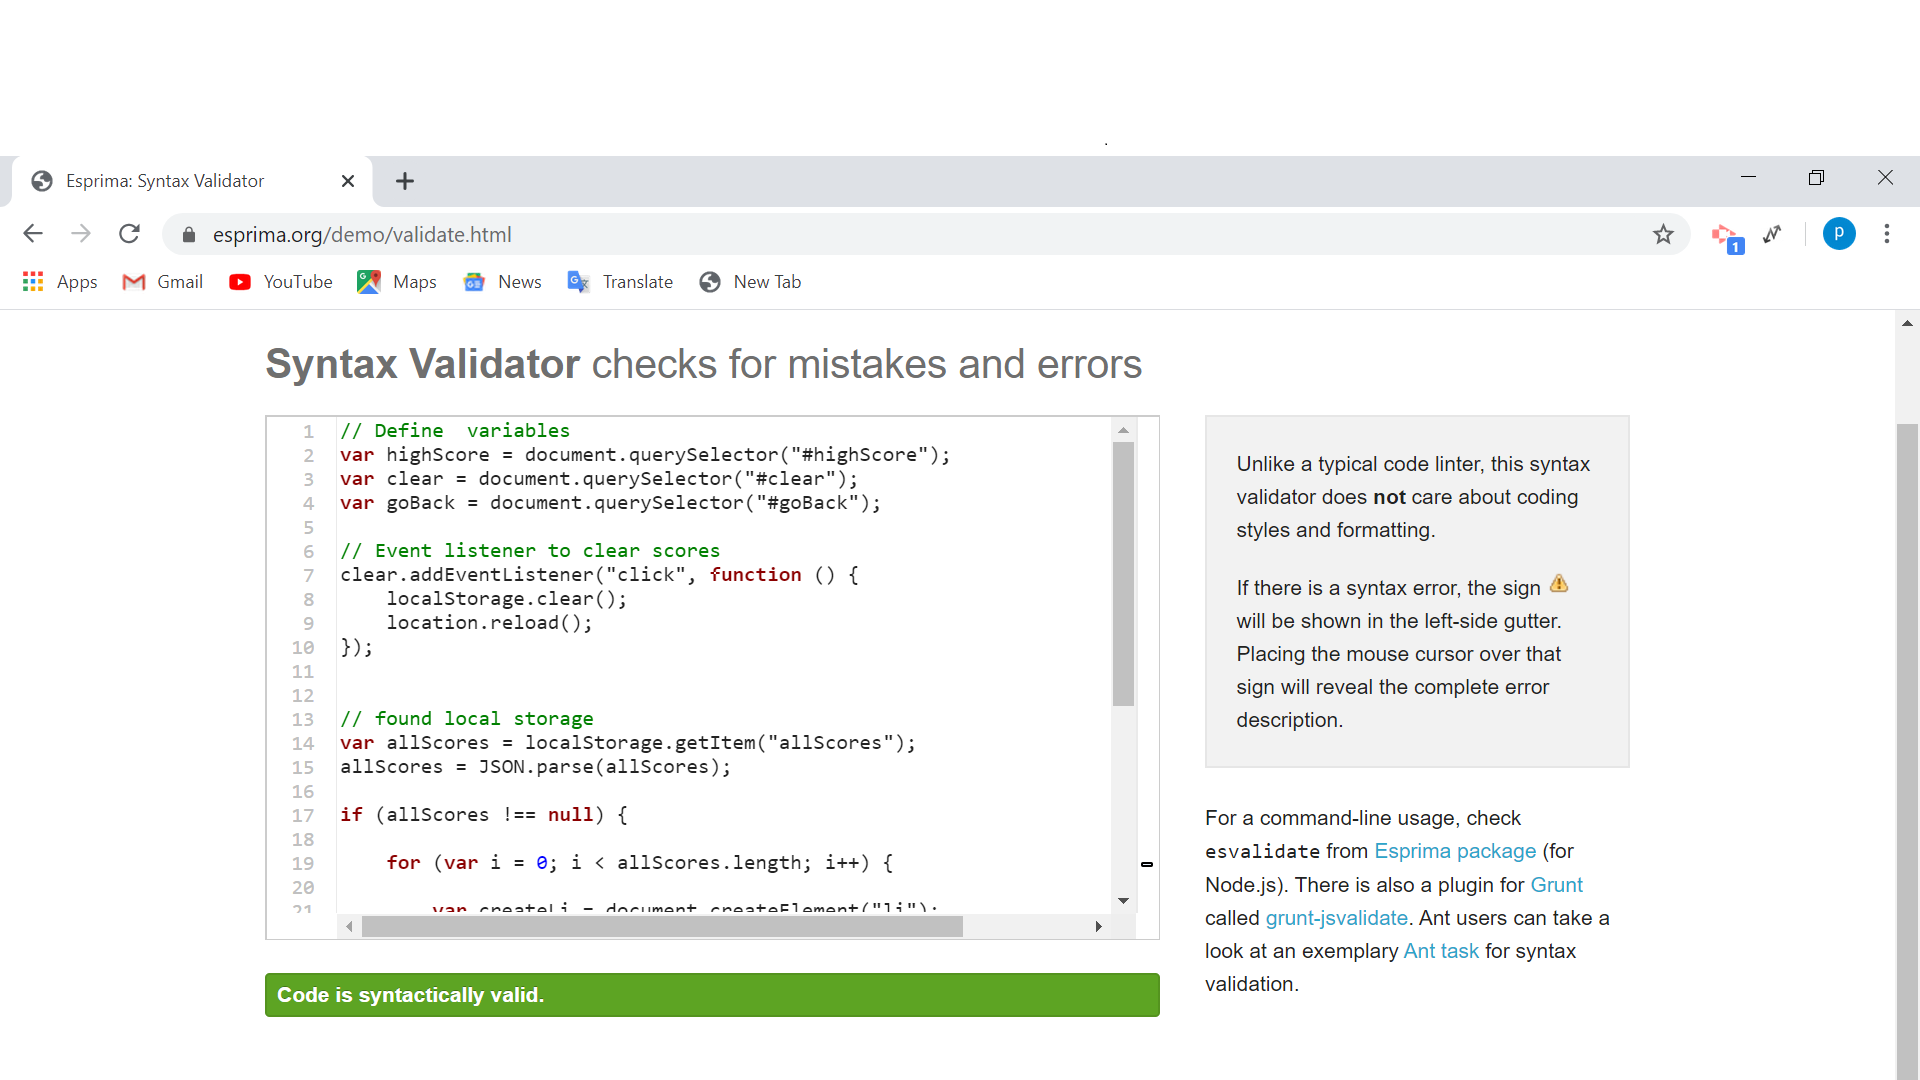 Esprima: Syntax Validator
esprima.org/demo/validate.html
1
p
Apps Gmail YouTube Maps News Translate New Tab
Syntax Validator checks for mistakes and errors
1 // Define  variables
2 var highScore = document.querySelector("#highScore");
3 var clear = document.querySelector("#clear");
4 var goBack = document.querySelector("#goBack");
5
6 // Event listener to clear scores
7 clear.addEventListener("click", function () {
8     localStorage.clear();
9     location.reload();
10 });
11
12
13 // found local storage
14 var allScores = localStorage.getItem("allScores");
15 allScores = JSON.parse(allScores);
16
17 if (allScores !== null) {
18
19     for (var i = 0; i < allScores.length; i++) {
20
21         var createLi = document.createElement("li");
Code is syntactically valid.
Unlike a typical code linter, this syntax
validator does not care about coding
styles and formatting.
If there is a syntax error, the sign
will be shown in the left-side gutter.
Placing the mouse cursor over that
sign will reveal the complete error
description.
For a command-line usage, check
esvalidate from Esprima package (for
Node.js). There is also a plugin for Grunt
called grunt-jsvalidate. Ant users can take a
look at an exemplary Ant task for syntax
validation.